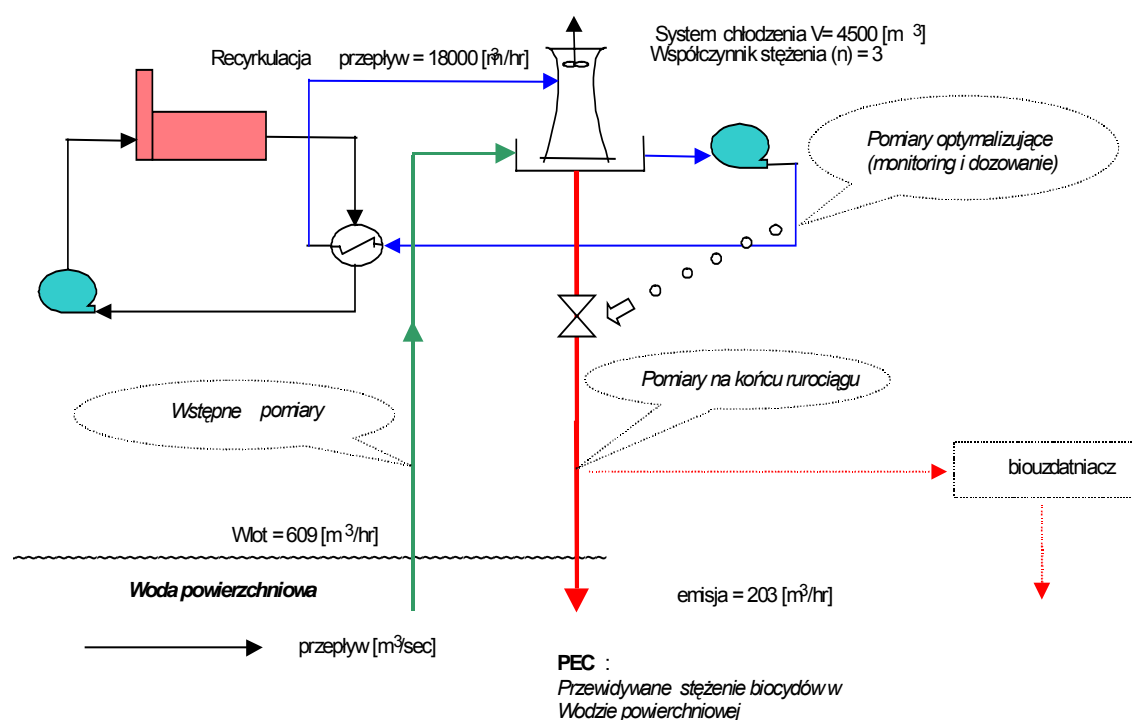 System chłodzenia V= 4500 [m 3]
Recyrkulacja przepływ = 18000 [m3/hr]
Współczynnik stężenia (n) = 3
Pomiary optymalizujące
(monitoring i dozowanie)
Pomiary na końcu rurociągu
Wstępne pomiary
biouzdatniacz
Wlot = 609 [m 3/hr]
Woda powierzchniowa
emisja = 203 [m3/hr]
przepływ [m3/sec]
PEC :
Przewidywane stężenie biocydów w
Wodzie powierchniowej